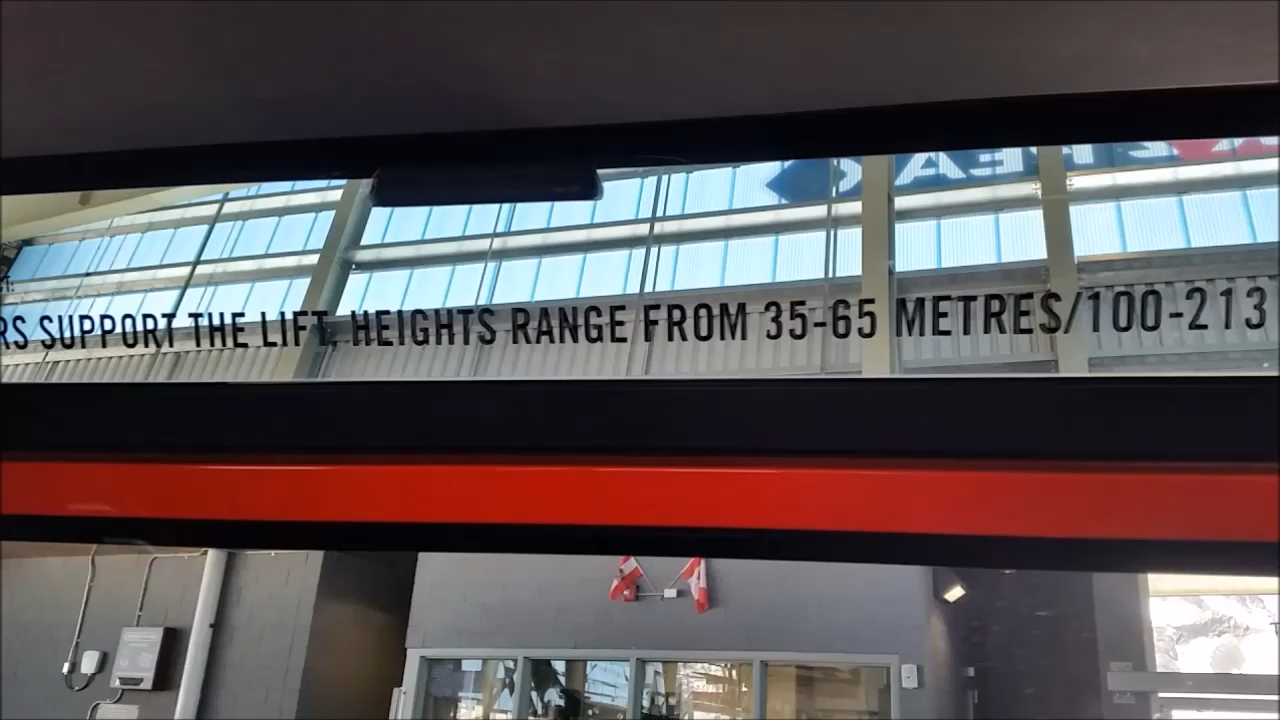 RS SUPPORT THE LIFT, HEIGHTS RANGE FROM 35-65 METRES/100-213